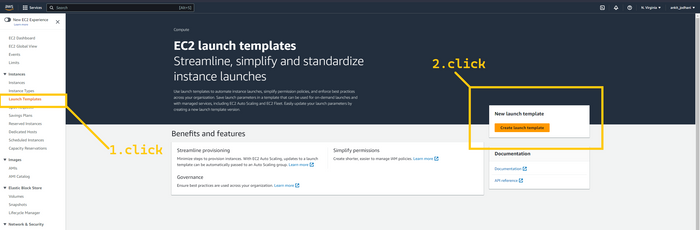 aws
Services
Search
N. Virginia
ankit_jodhani
New EC2 Experience
Learn more
EC2 Dashboard
EC2 Global View
Events
Limits
Instances
Instances
Instance Types
Launch Templates
Savings Plans
Reserved Instances
Dedicated Hosts
Scheduled Instances
Capacity Reservations
Images
AMIs
AMI Catalog
Elastic Block Store
Volumes
Snapshots
Lifecycle Manager
Network & Security
1.click
Compute
EC2 launch templates
Streamline, simplify and standardize
instance launches
Use launch templates to automate instance launches, simplify permission policies, and enforce best practices
across your organization. Save launch parameters in a template that can be used for on-demand launches and
with managed services, including EC2 Auto Scaling and EC2 Fleet. Easily update your launch parameters by
creating a new launch template version.
2.click
New launch template
Create launch template
Benefits and features
Streamline provisioning
Minimize steps to provision instances. With EC2 Auto Scaling, updates to a launch
template can be automatically passed to an Auto Scaling group. Learn more
Governance
Ensure best practices are used across your organization. Learn more
Simplify permissions
Create shorter, easier to manage IAM policies. Learn more
Documentation
Documentation
API reference